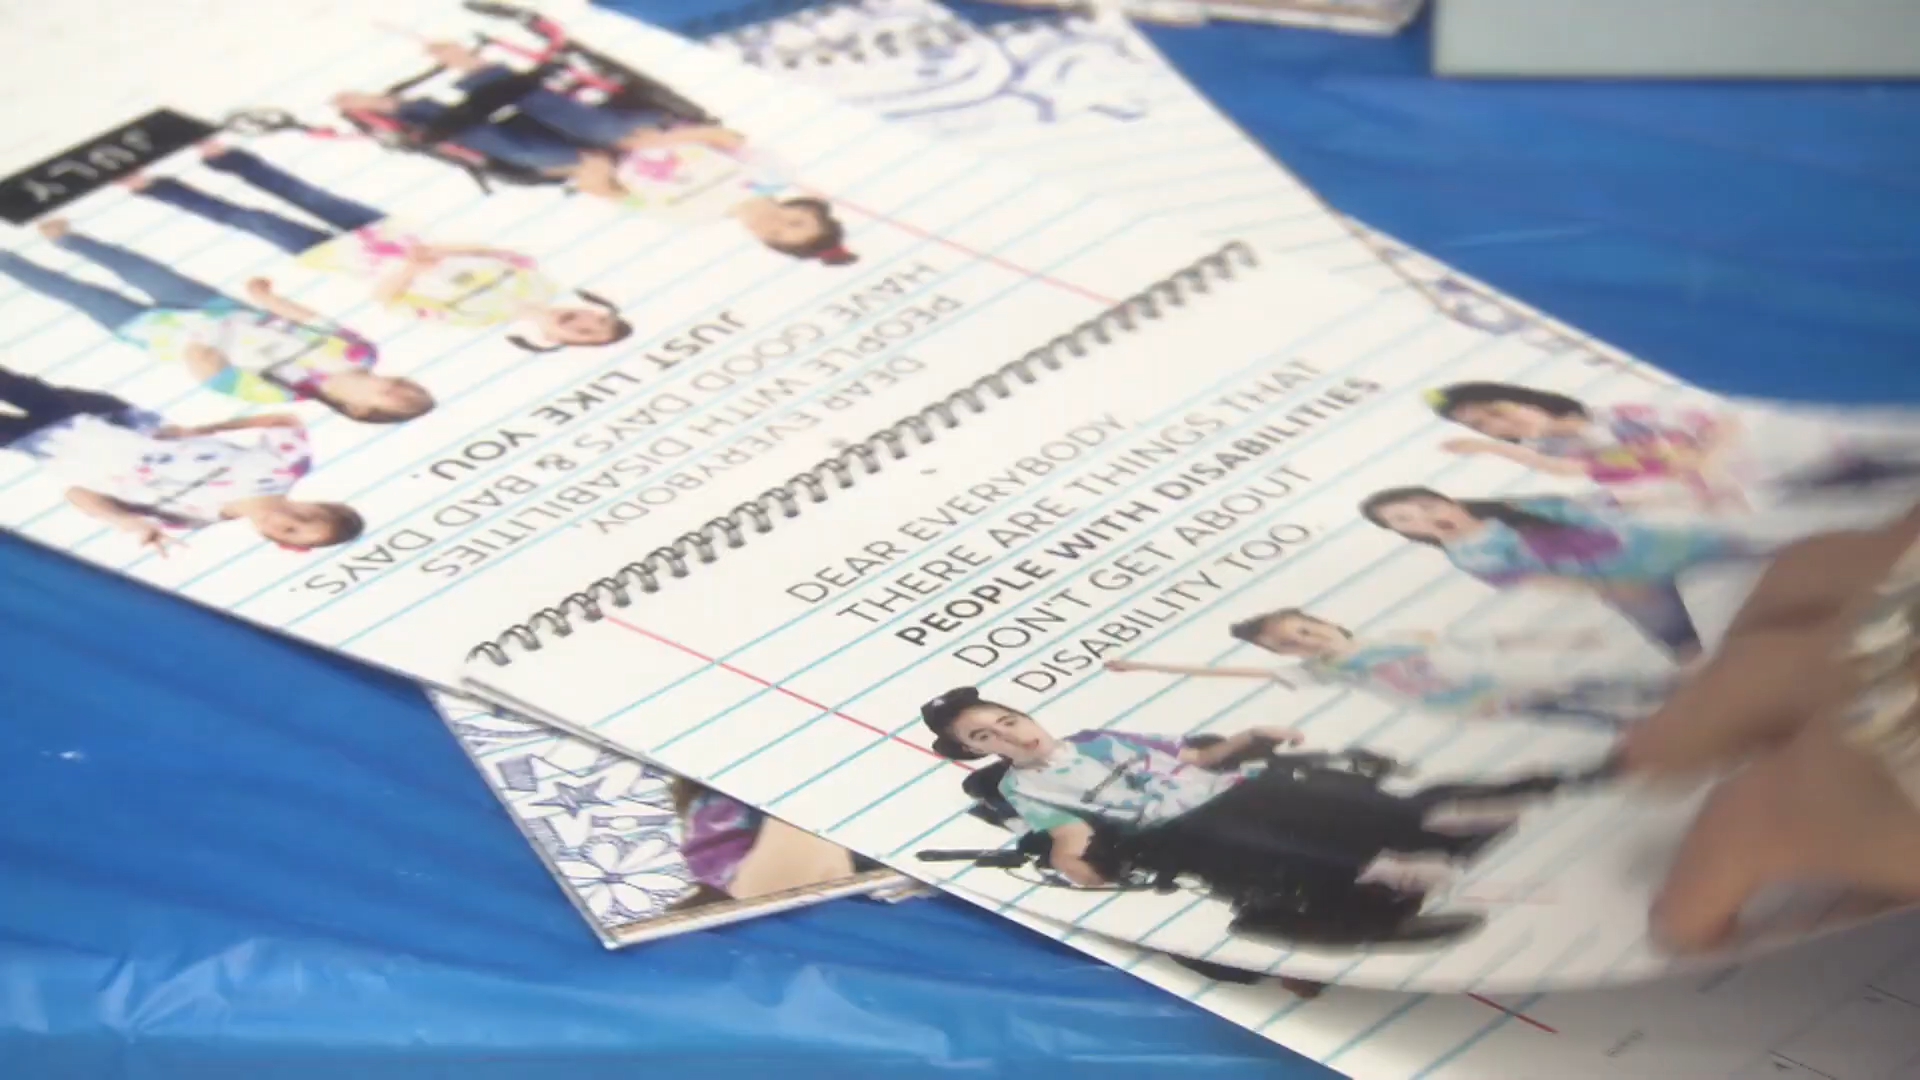 DEAR EVERYBODY,
THERE ARE THINGS THAT
PEOPLE WITH DISABILITIES
DON'T GET ABOUT
DISABILITY TOO.
DEAR EVERYBODY,
PEOPLE WITH DISABILITIES
HAVE GOOD DAYS & BAD DAYS.
JUST LIKE YOU.
JULY